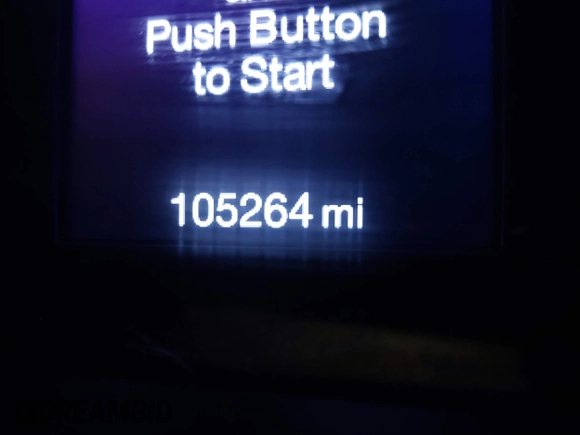 Push Button
to Start
105264 mi